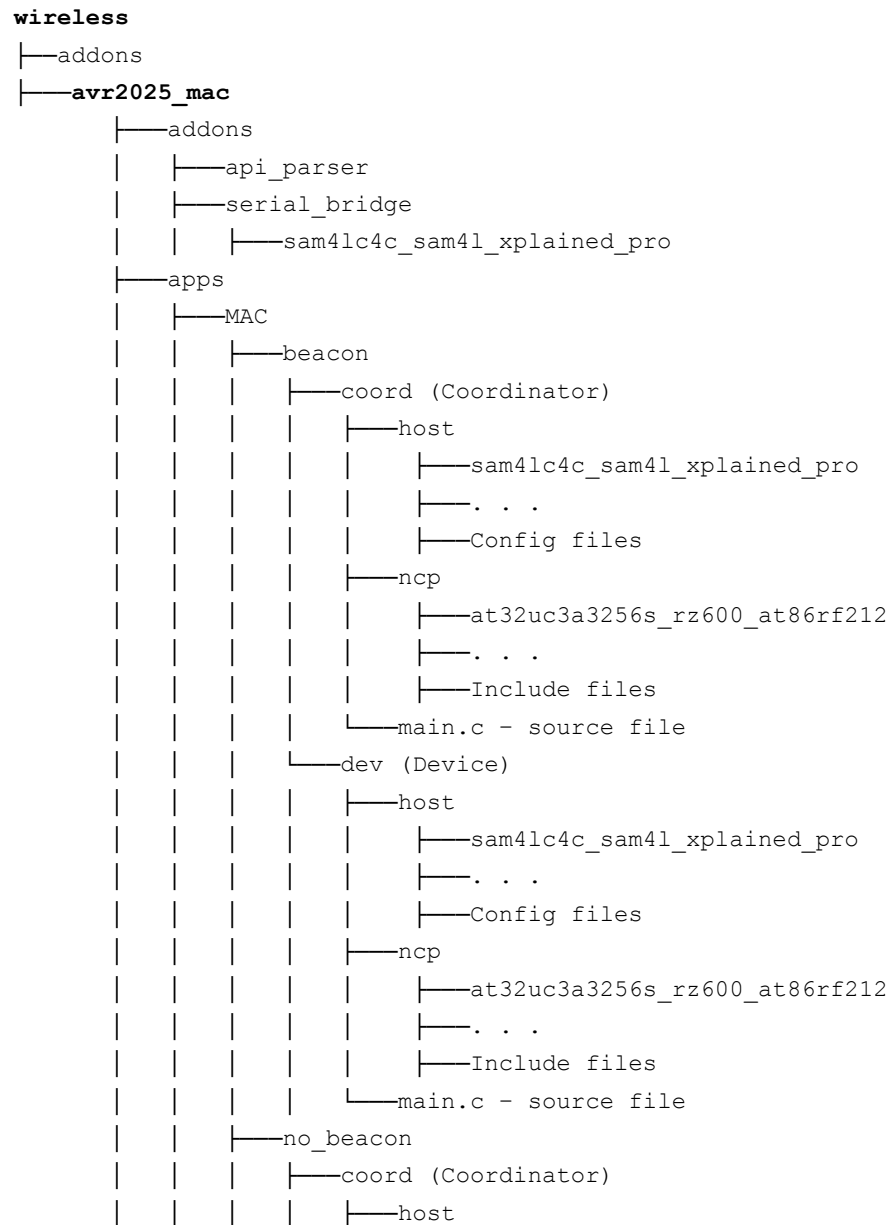 wireless
├──addons
├───avr2025_mac
├───addons
│ ├───api_parser
│ ├───serial_bridge
│ │ ├───sam4lc4c_sam4l_xplained_pro
├───apps
│ ├───MAC
│ │ ├───beacon
│ │ │ ├───coord (Coordinator)
│ │ │ │ ├───host
│ │ │ │ │ ├───sam4lc4c_sam4l_xplained_pro
│ │ │ │ │ ├───. . .
│ │ │ │ │ ├───Config files
│ │ │ │ ├───ncp
│ │ │ │ │ ├───at32uc3a3256s_rz600_at86rf212
│ │ │ │ │ ├───. . .
│ │ │ │ │ ├───Include files
│ │ │ │ └───main.c – source file
│ │ │ └───dev (Device)
│ │ │ │ │ ├───host
│ │ │ │ │ ├───sam4lc4c_sam4l_xplained_pro
│ │ │ │ │ ├───. . .
│ │ │ │ │ ├───Config files
│ │ │ │ ├───ncp
│ │ │ │ │ ├───at32uc3a3256s_rz600_at86rf212
│ │ │ │ │ ├───. . .
│ │ │ │ │ ├───Include files
│ │ │ │ └───main.c – source file
│ │ ├───no_beacon
│ │ │ ├───coord (Coordinator)
│ │ │ │ ├───host